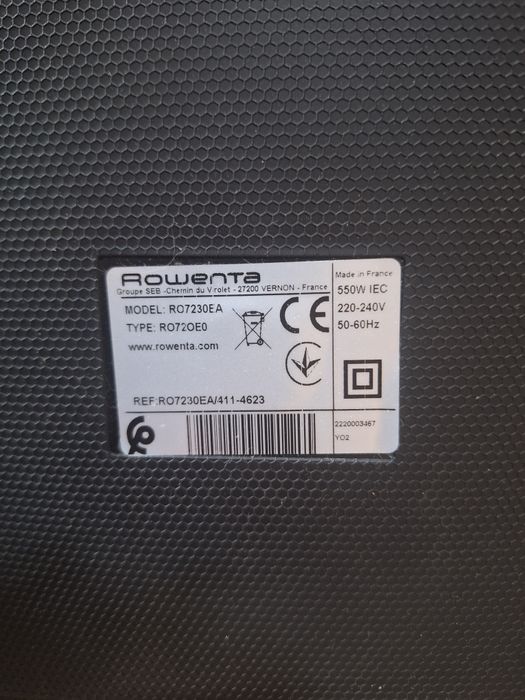 Rowenta
Groupe SEB -Chemin du Virolet - 27200 VERNON - France
MODEL: RO7230EA
TYPE: RO72OE0
www.rowenta.com
REF:RO7230EA/411-4623
Made in France
550W IEC
220-240V
50-60Hz
2220003467
YO2